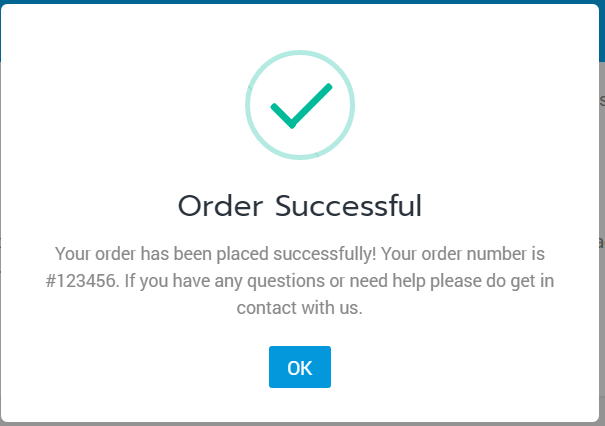 Order Successful
Your order has been placed successfully! Your order number is
#123456. If you have any questions or need help please do get in
contact with us.
OK